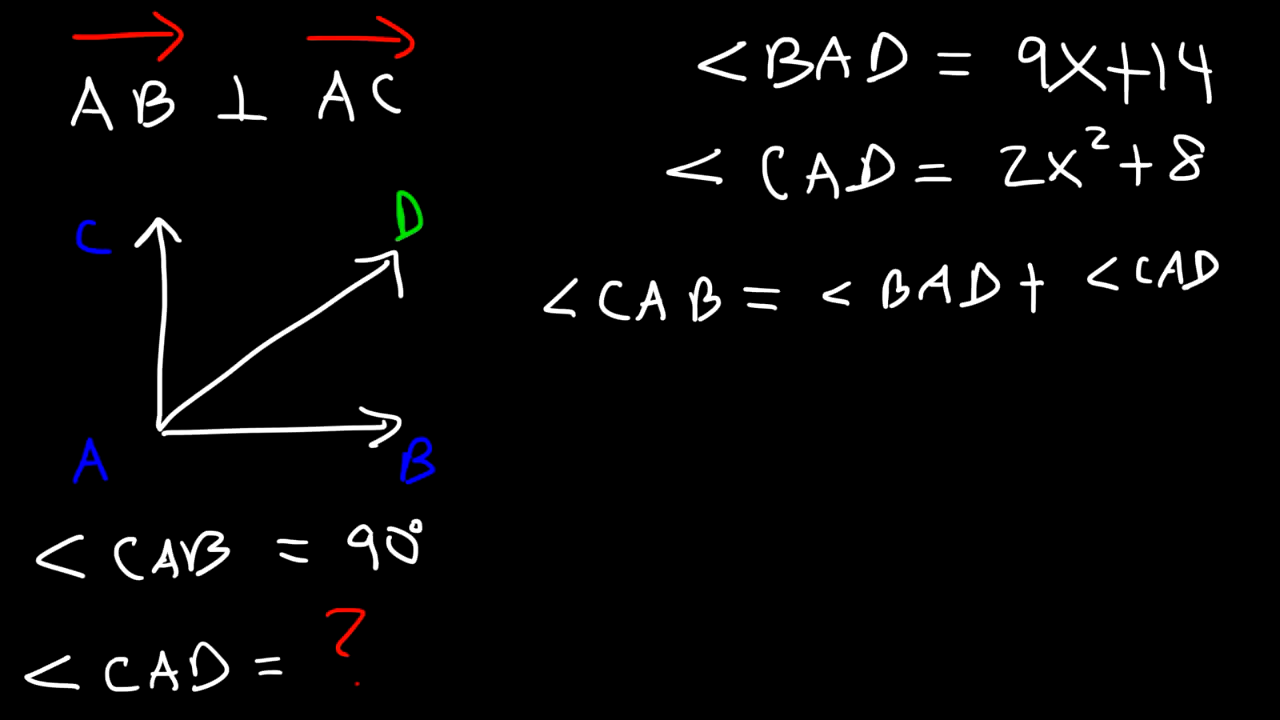 AB ⊥ AC
C
D
A
B
<CAB = 90°
<CAD = ?
<BAD = 9x+14
<CAD = 2x²+8
<CAB = <BAD + <CAD